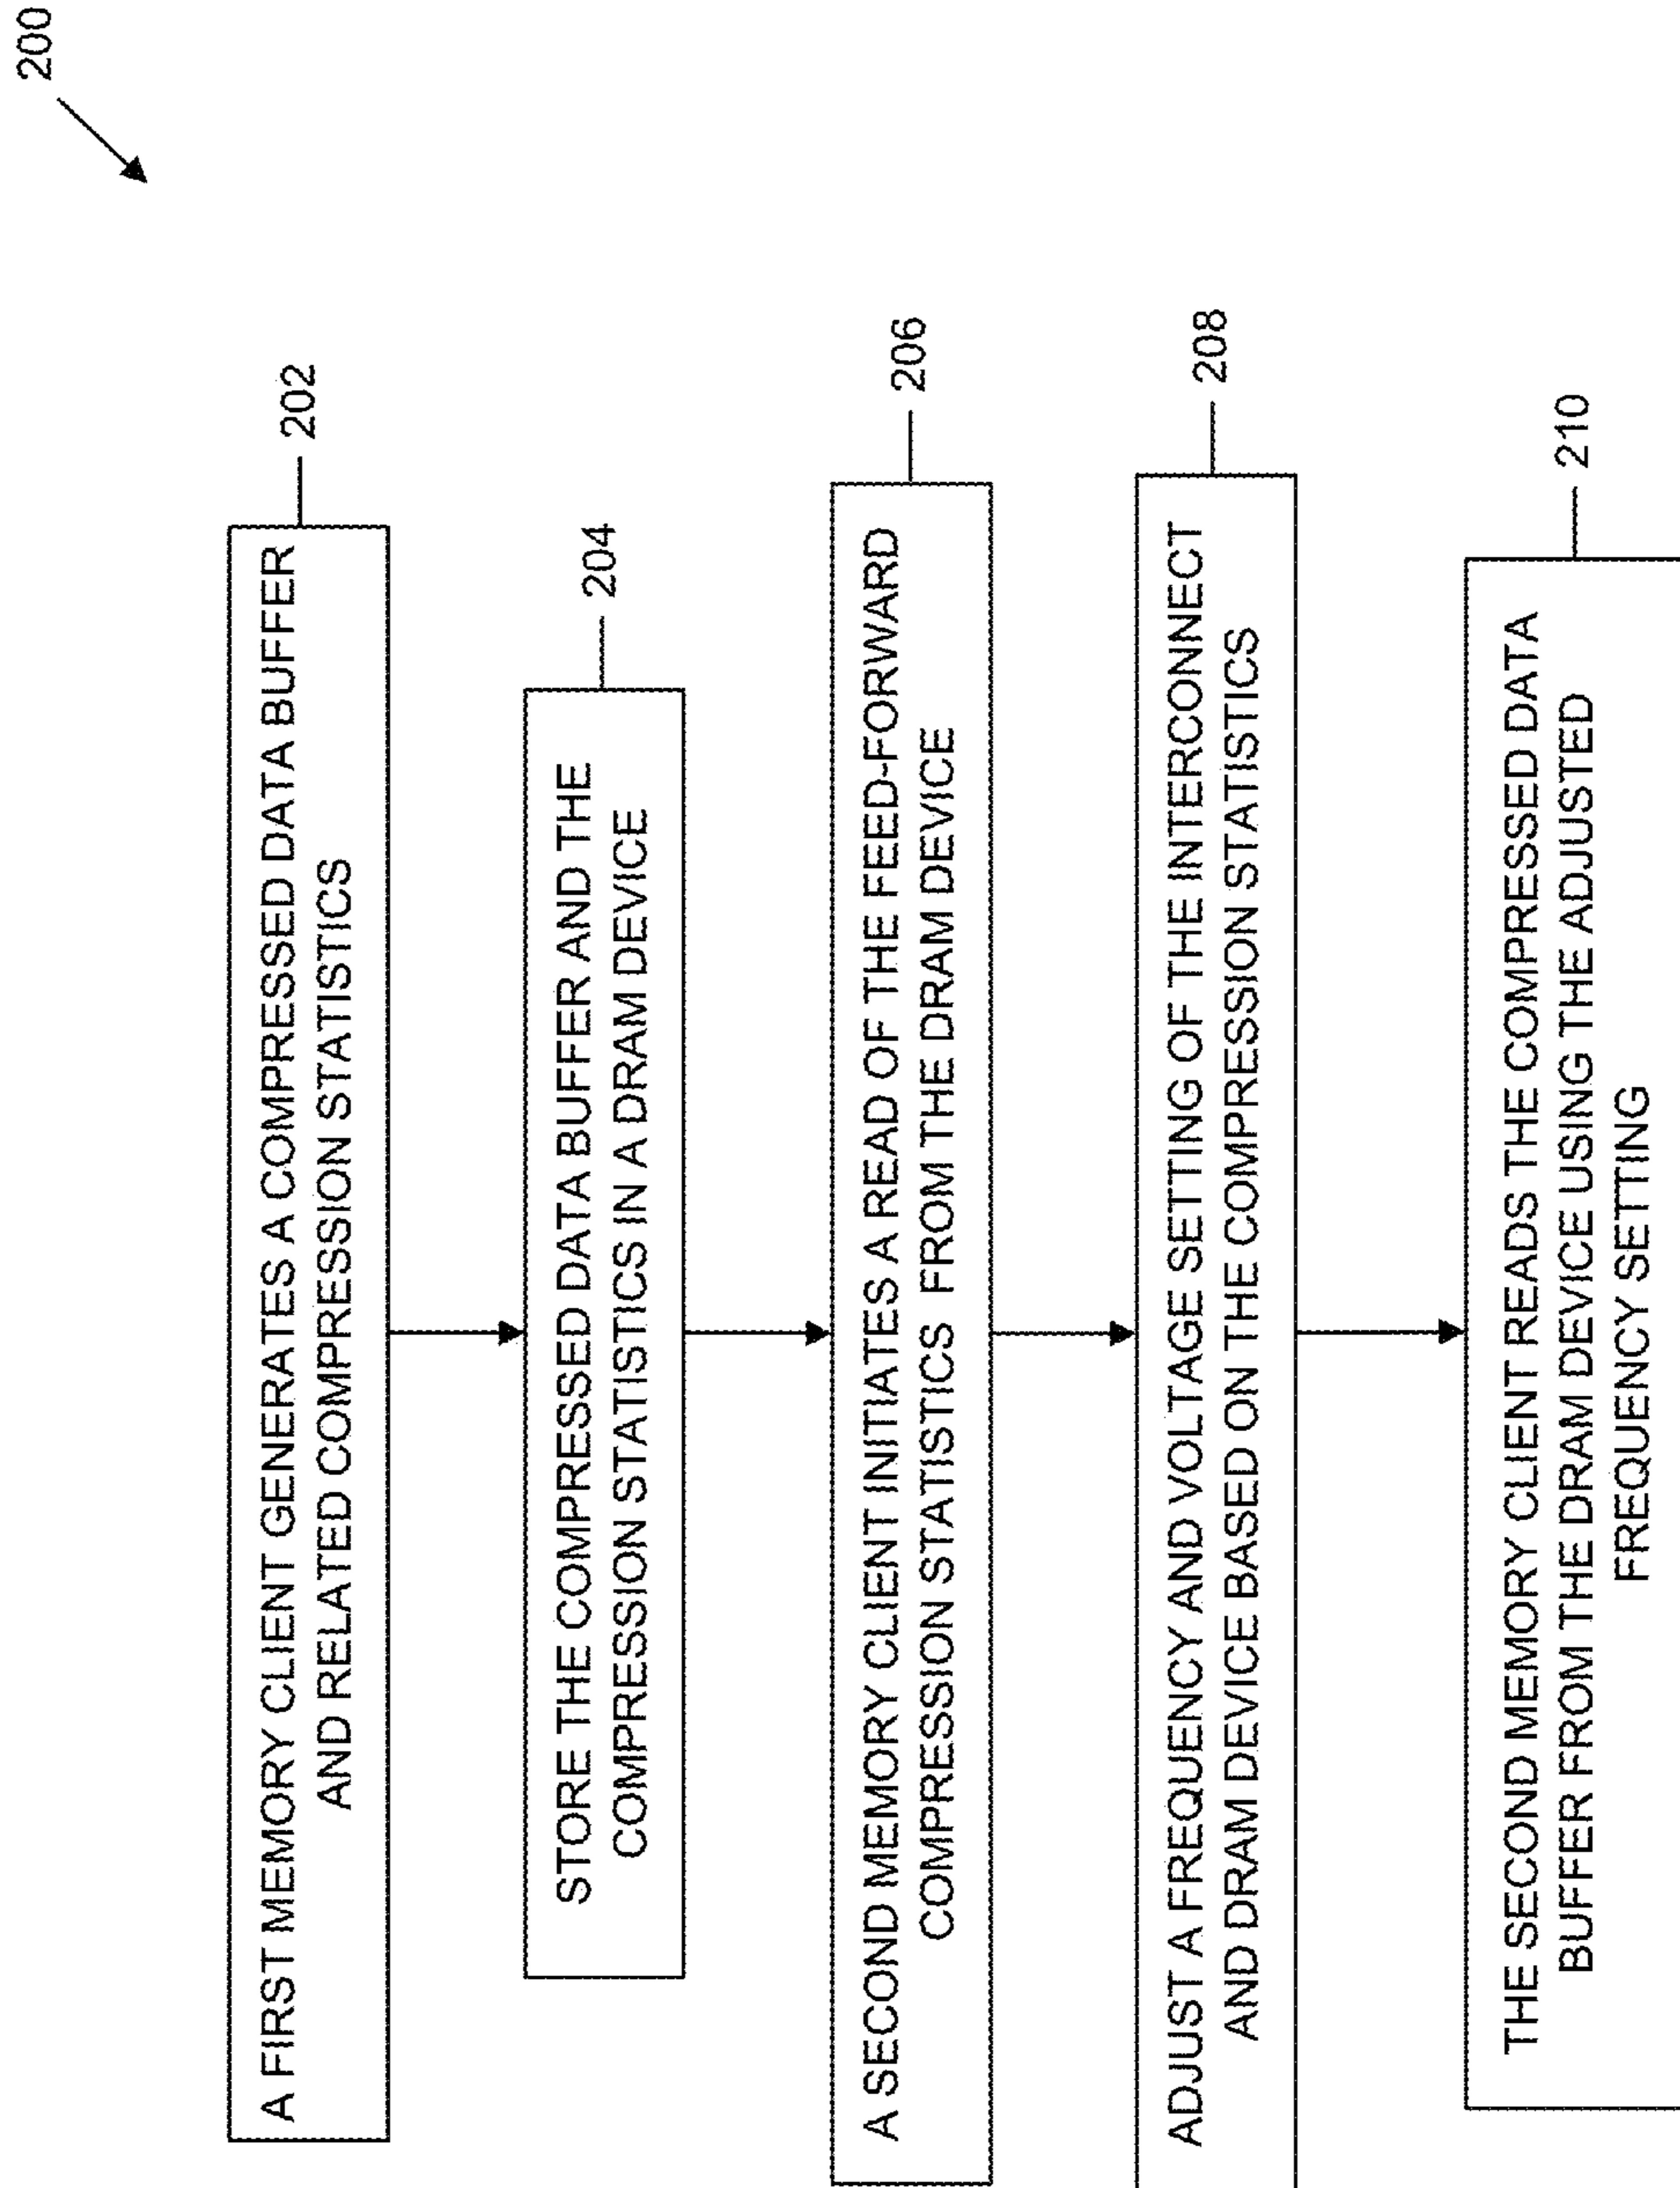 200
A FIRST MEMORY CLIENT GENERATES A COMPRESSED DATA BUFFER
AND RELATED COMPRESSION STATISTICS
202
STORE THE COMPRESSED DATA BUFFER AND THE
COMPRESSION STATISTICS IN A DRAM DEVICE
204
A SECOND MEMORY CLIENT INITIATES A READ OF THE FEED-FORWARD
COMPRESSION STATISTICS FROM THE DRAM DEVICE
206
ADJUST A FREQUENCY AND VOLTAGE SETTING OF THE INTERCONNECT
AND DRAM DEVICE BASED ON THE COMPRESSION STATISTICS
208
THE SECOND MEMORY CLIENT READS THE COMPRESSED DATA
BUFFER FROM THE DRAM DEVICE USING THE ADJUSTED
FREQUENCY SETTING
210